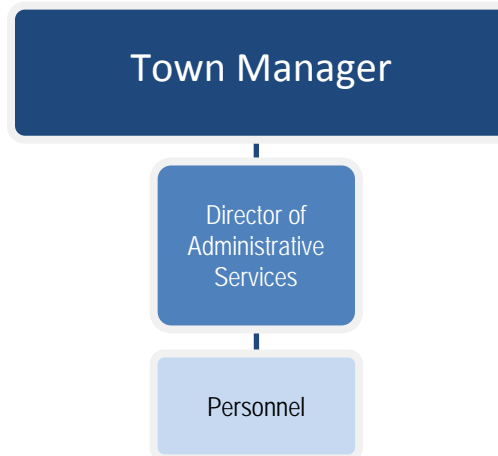 Town Manager
Director of
Administrative
Services
Personnel